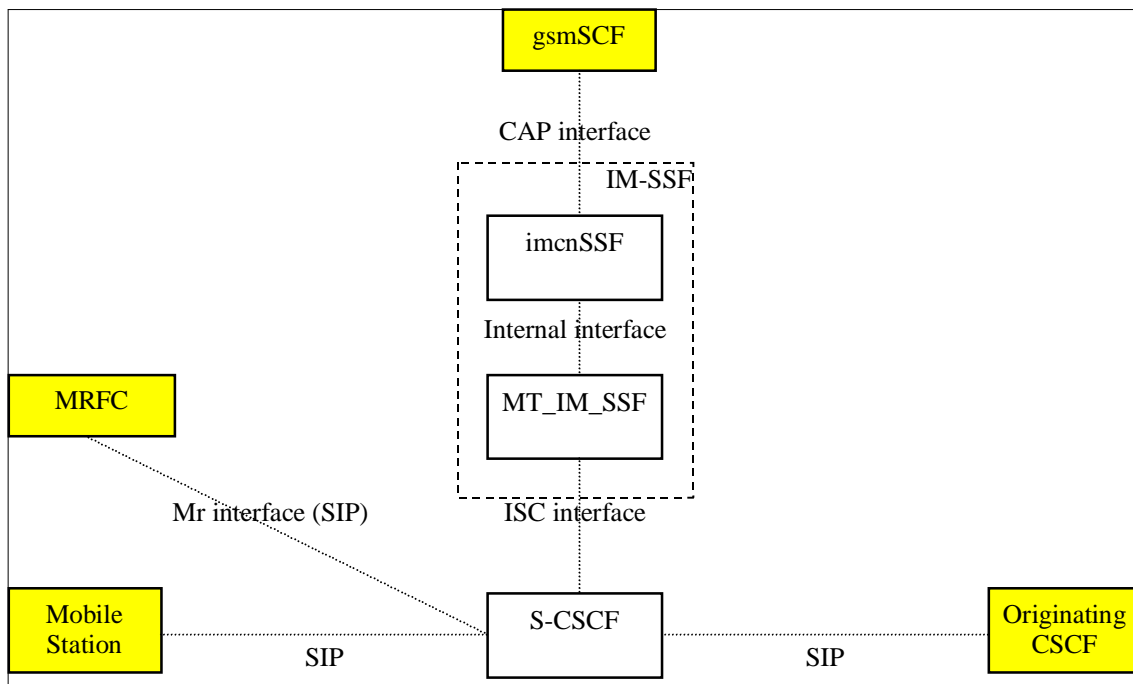 gsmSCF
CAP interface
IM-SSF
imcnSSF
Internal interface
MRFC
MT_IM_SSF
Mr interface (SIP)
ISC interface
Mobile
Station
SIP
S-CSCF
SIP
Originating
CSCF